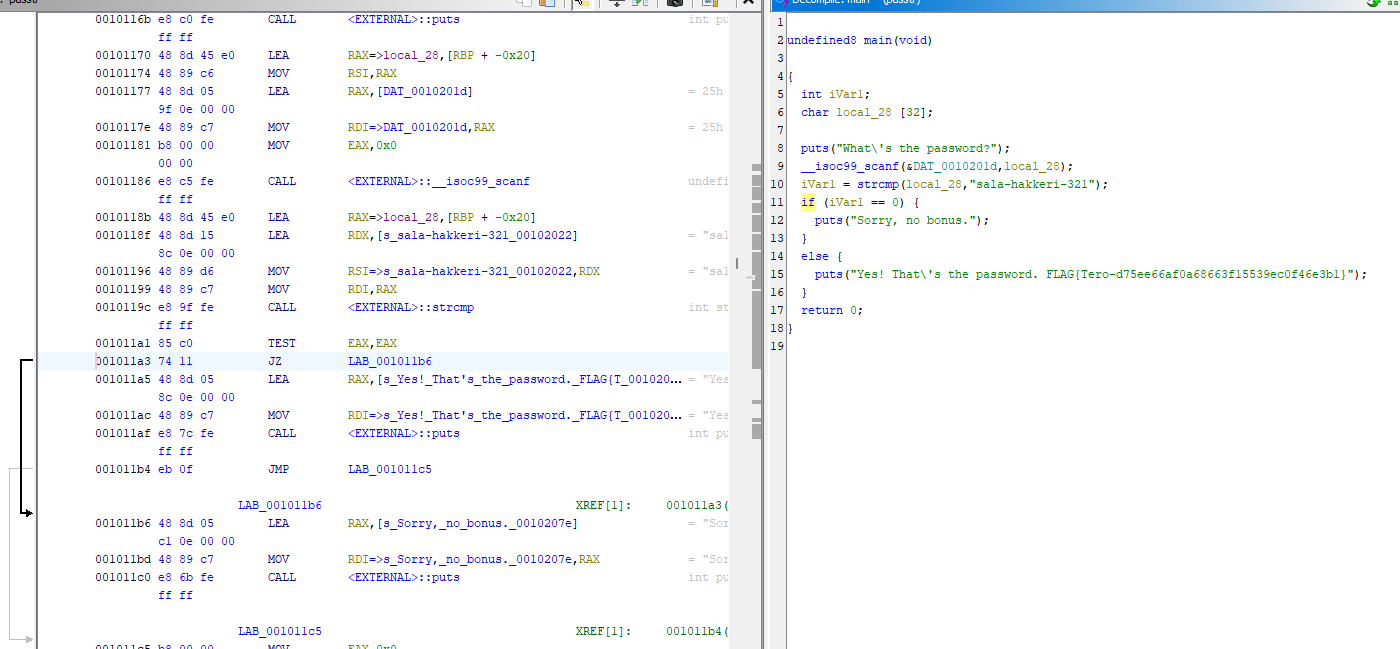 : passtr
Decompile: main - (passtr)
0010116b e8 c0 fe CALL <EXTERNAL>::puts int pu
ff ff
00101170 48 8d 45 e0 LEA RAX=>local_28,[RBP + -0x20]
00101174 48 89 c6 MOV RSI,RAX
00101177 48 8d 05 LEA RAX,[DAT_0010201d] = 25h
9f 0e 00 00
0010117e 48 89 c7 MOV RDI=>DAT_0010201d,RAX = 25h
00101181 b8 00 00 MOV EAX,0x0
00 00
00101186 e8 c5 fe CALL <EXTERNAL>::__isoc99_scanf undefi
ff ff
0010118b 48 8d 45 e0 LEA RAX=>local_28,[RBP + -0x20]
0010118f 48 8d 15 LEA RDX,[s_sala-hakkeri-321_00102022] = "sal
8c 0e 00 00
00101196 48 89 d6 MOV RSI=>s_sala-hakkeri-321_00102022,RDX = "sal
00101199 48 89 c7 MOV RDI,RAX
0010119c e8 9f fe CALL <EXTERNAL>::strcmp int st
ff ff
001011a1 85 c0 TEST EAX,EAX
001011a3 74 11 JZ LAB_001011b6
001011a5 48 8d 05 LEA RAX,[s_Yes!_That's_the_password._FLAG{T_001020... = "Yes
8c 0e 00 00
001011ac 48 89 c7 MOV RDI=>s_Yes!_That's_the_password._FLAG{T_001020... = "Yes
001011af e8 7c fe CALL <EXTERNAL>::puts int pu
ff ff
001011b4 eb 0f JMP LAB_001011c5
LAB_001011b6 XREF[1]: 001011a3(
001011b6 48 8d 05 LEA RAX,[s_Sorry,_no_bonus._0010207e] = "Sor
c1 0e 00 00
001011bd 48 89 c7 MOV RDI=>s_Sorry,_no_bonus._0010207e,RAX = "Sor
001011c0 e8 6b fe CALL <EXTERNAL>::puts int pu
ff ff
LAB_001011c5 XREF[1]: 001011b4(
001011c5 b8 00 00 MOV EAX,0x0
1
2 undefined8 main(void)
3
4 {
5 int iVar1;
6 char local_28 [32];
7
8 puts("What\'s the password?");
9 __isoc99_scanf(&DAT_0010201d,local_28);
10 iVar1 = strcmp(local_28,"sala-hakkeri-321");
11 if (iVar1 == 0) {
12 puts("Sorry, no bonus.");
13 }
14 else {
15 puts("Yes! That\'s the password. FLAG{Tero-d75ee66af0a68663f15539ec0f46e3b1}");
16 }
17 return 0;
18 }
19